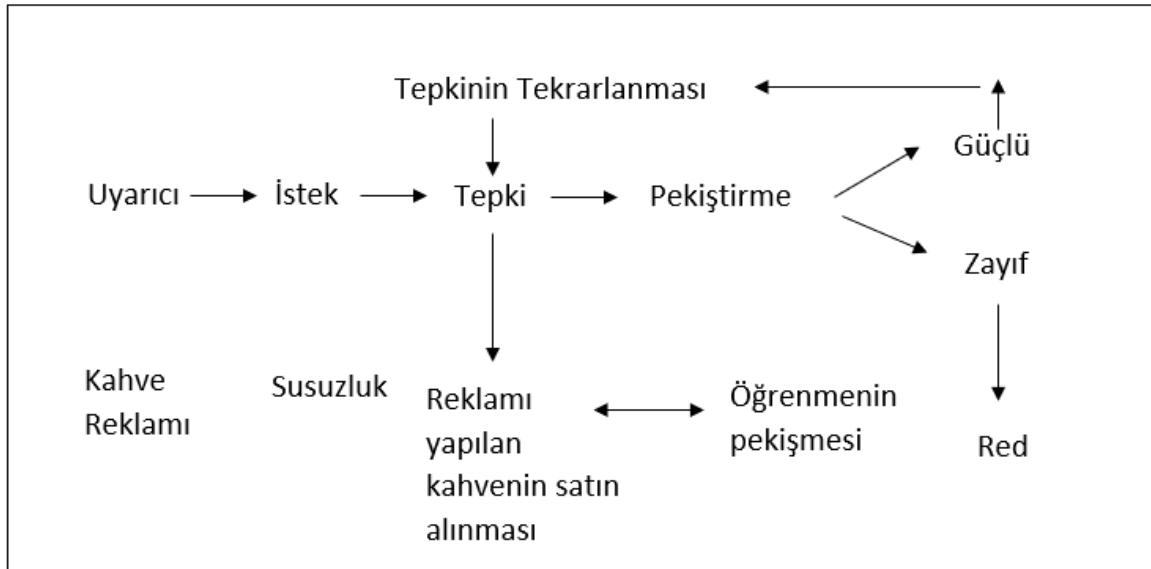 Tepkinin Tekrarlanması
Güçlü
Uyarıcı
İstek
Tepki
Pekiştirme
Zayıf
Kahve
Reklamı
Susuzluk
Reklamı
yapılan
kahvenin satın
alınması
Öğrenmenin
pekişmesi
Red